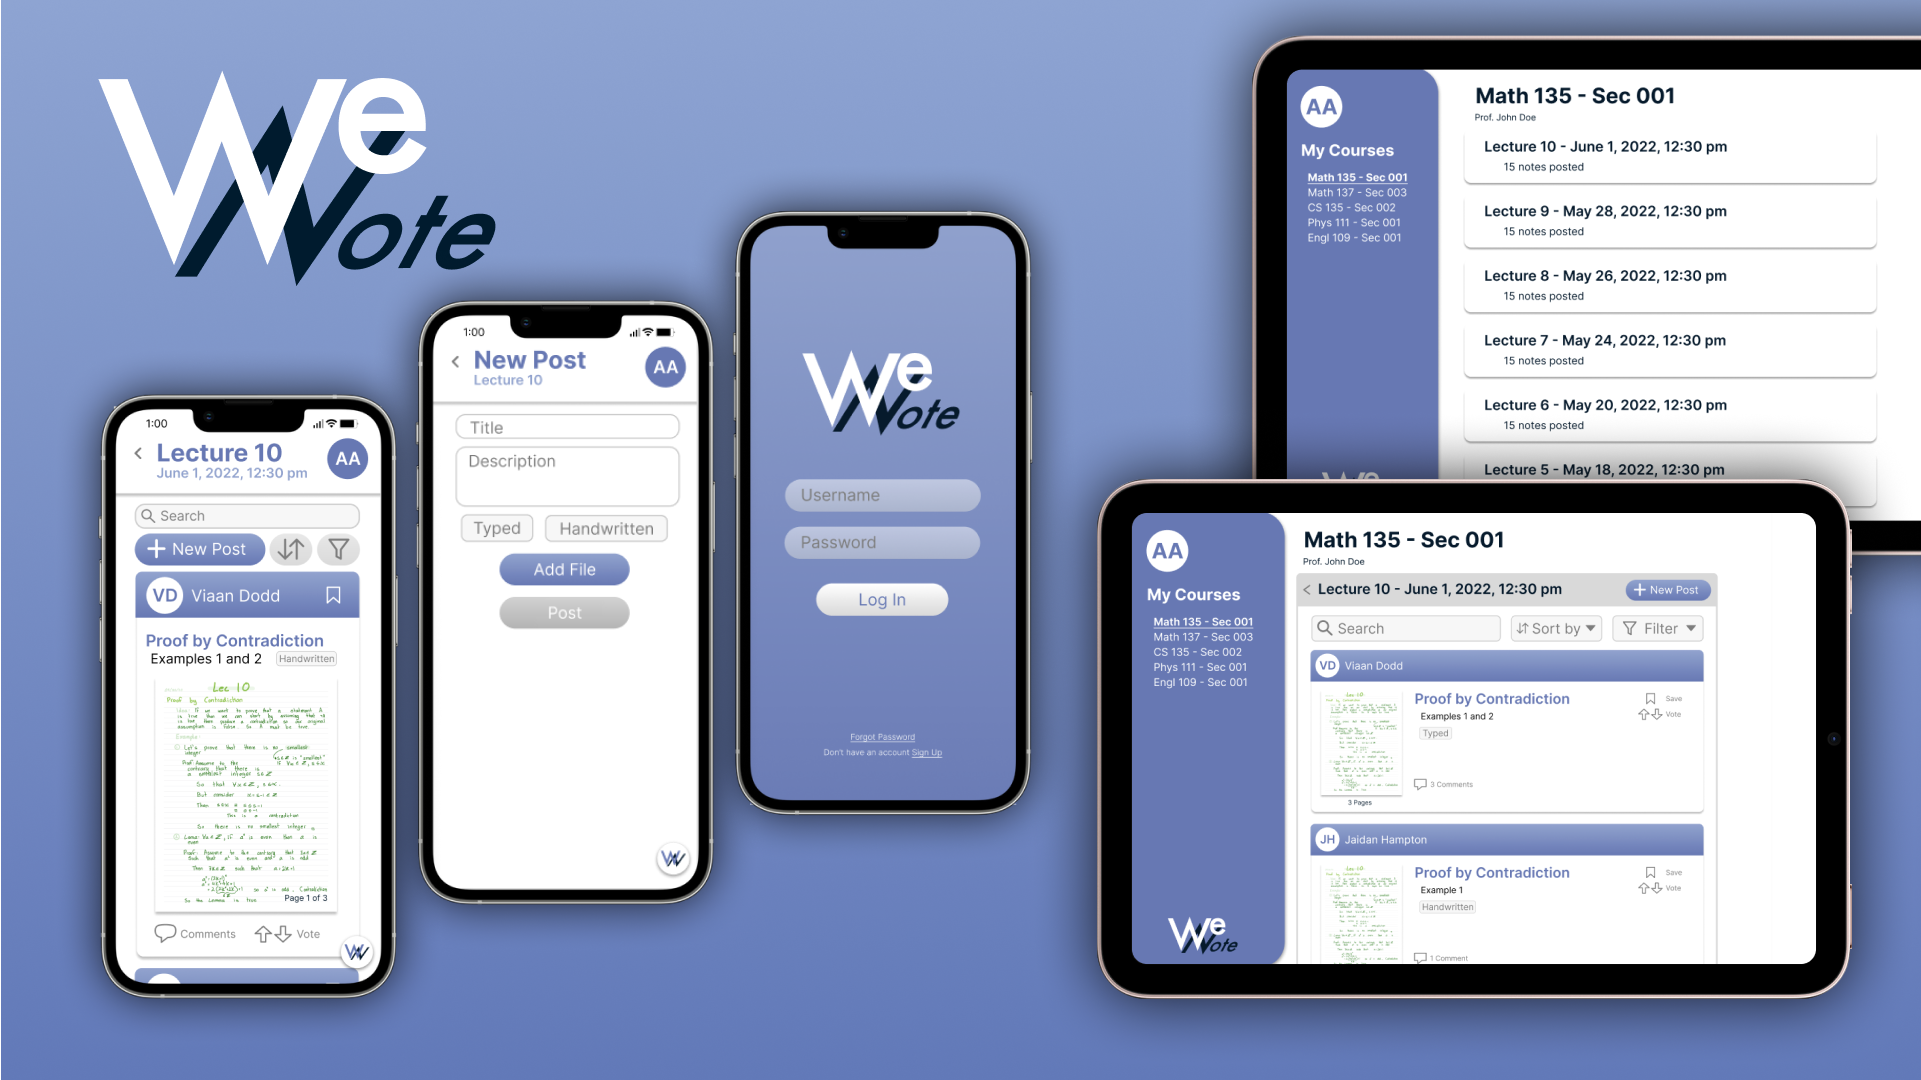 We
Note
1:00
Lecture 10
June 1, 2022, 12:30 pm
AA
Search
New Post
VD
Viaan Dodd
Proof by Contradiction
Examples 1 and 2
Handwritten
Lec 10
Proof by Contradiction
Page 1 of 3
Comments
Vote
W
1:00
New Post
Lecture 10
AA
Title
Description
Typed
Handwritten
Add File
Post
W
We
Note
Username
Password
Log In
Forgot Password
Don't have an account Sign Up
AA
My Courses
Math 135 - Sec 001
Math 137 - Sec 003
CS 135 - Sec 002
Phys 111 - Sec 001
Engl 109 - Sec 001
We
Math 135 - Sec 001
Prof. John Doe
Lecture 10 - June 1, 2022, 12:30 pm
15 notes posted
Lecture 9 - May 28, 2022, 12:30 pm
15 notes posted
Lecture 8 - May 26, 2022, 12:30 pm
15 notes posted
Lecture 7 - May 24, 2022, 12:30 pm
15 notes posted
Lecture 6 - May 20, 2022, 12:30 pm
15 notes posted
Lecture 5 - May 18, 2022, 12:30 pm
AA
My Courses
Math 135 - Sec 001
Math 137 - Sec 003
CS 135 - Sec 002
Phys 111 - Sec 001
Engl 109 - Sec 001
We
Note
Math 135 - Sec 001
Prof. John Doe
Lecture 10 - June 1, 2022, 12:30 pm
New Post
Search
Sort by
Filter
VD
Viaan Dodd
Proof by Contradiction
Examples 1 and 2
Typed
Save
Vote
3 Comments
3 Pages
JH
Jaidan Hampton
Proof by Contradiction
Example 1
Handwritten
Save
Vote
1 Comment